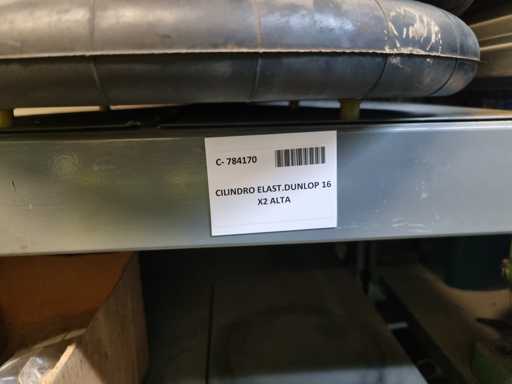 C- 784170
CILINDRO ELAST.DUNLOP 16
X2 ALTA